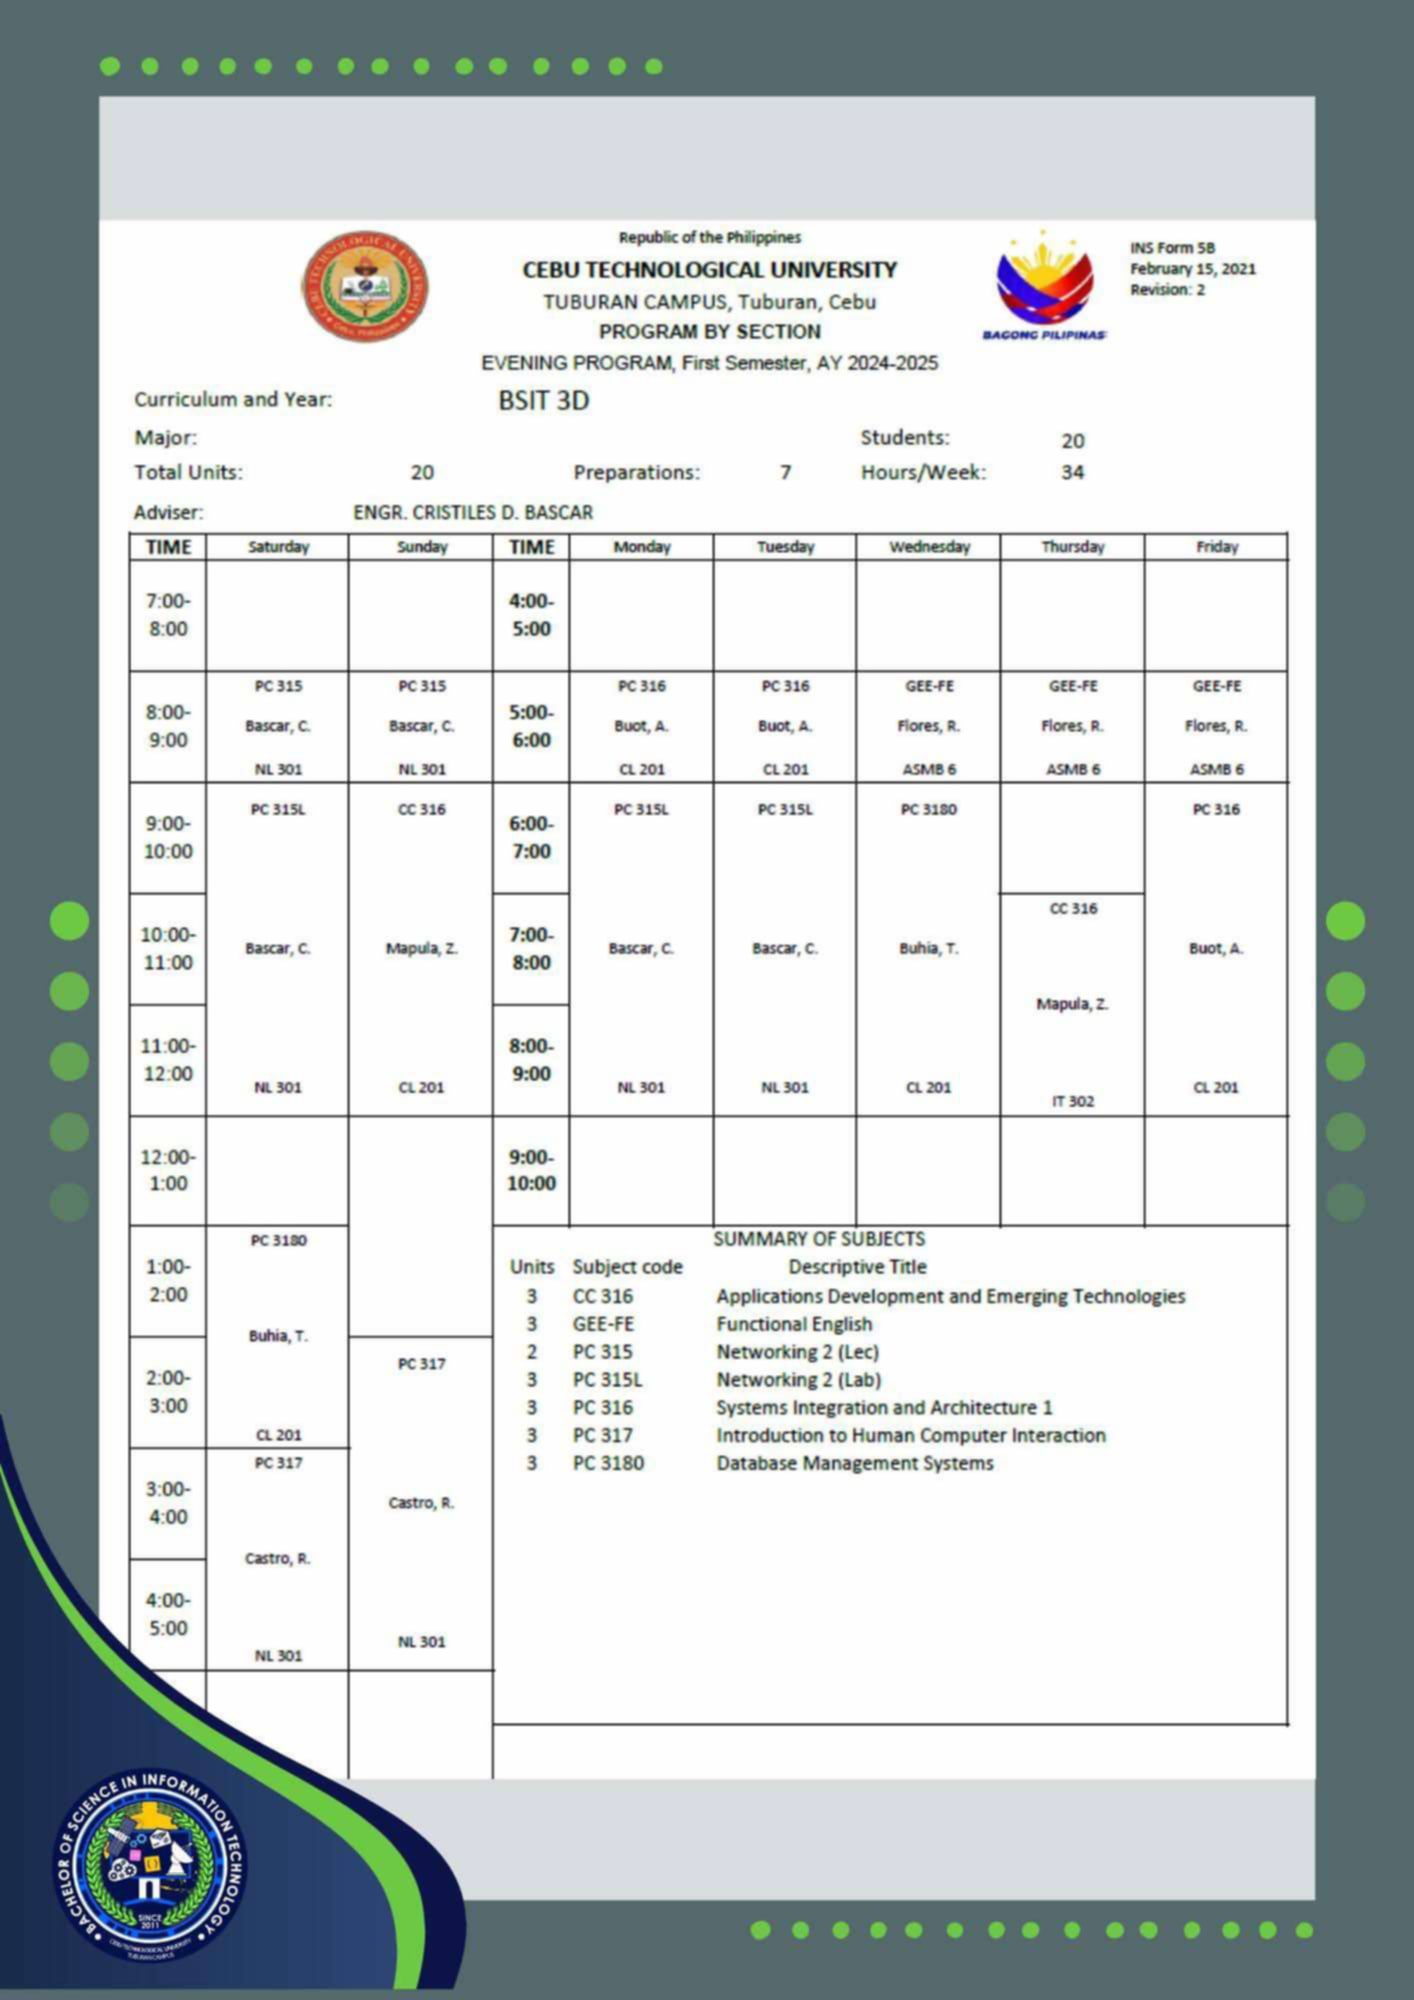 Republic of the Philippines
CEBU TECHNOLOGICAL UNIVERSITY
TUBURAN CAMPUS, Tuburan, Cebu
PROGRAM BY SECTION
EVENING PROGRAM, First Semester, AY 2024-2025
CEBU TECHNOLOGICAL UNIVERSITY
BAGONG PILIPINAS
INS Form 5B
February 15, 2021
Revision: 2
Curriculum and Year: BSIT 3D
Major: Students: 20
Total Units: 20 Preparations: 7 Hours/Week: 34
Adviser: ENGR. CRISTILES D. BASCAR
TIME Saturday Sunday TIME Monday Tuesday Wednesday Thursday Friday
7:00- 4:00-
8:00 5:00
PC 315 PC 315 PC 316 PC 316 GEE-FE GEE-FE GEE-FE
8:00- 5:00-
Bascar, C. Bascar, C. Buot, A. Buot, A. Flores, R. Flores, R. Flores, R.
9:00 6:00
NL 301 NL 301 CL 201 CL 201 ASMB 6 ASMB 6 ASMB 6
PC 315L CC 316 PC 315L PC 315L PC 3180 PC 316
9:00- 6:00-
10:00 7:00
CC 316
10:00- 7:00-
Bascar, C. Mapula, Z. Bascar, C. Bascar, C. Buhia, T. Buot, A.
11:00 8:00
Mapula, Z.
11:00- 8:00-
12:00 9:00
NL 301 CL 201 NL 301 NL 301 CL 201 CL 201
IT 302
12:00- 9:00-
1:00 10:00
PC 3180 SUMMARY OF SUBJECTS
1:00- Units Subject code Descriptive Title
2:00 3 CC 316 Applications Development and Emerging Technologies
Buhia, T. 3 GEE-FE Functional English
PC 317 2 PC 315 Networking 2 (Lec)
2:00- 3 PC 315L Networking 2 (Lab)
3:00 3 PC 316 Systems Integration and Architecture 1
CL 201 3 PC 317 Introduction to Human Computer Interaction
PC 317 3 PC 3180 Database Management Systems
3:00-
Castro, R.
4:00
Castro, R.
4:00-
5:00
NL 301
NL 301
BACHELOR OF SCIENCE IN INFORMATION TECHNOLOGY
SINCE
2011
CEBU TECHNOLOGICAL UNIVERSITY
TUBURAN CAMPUS